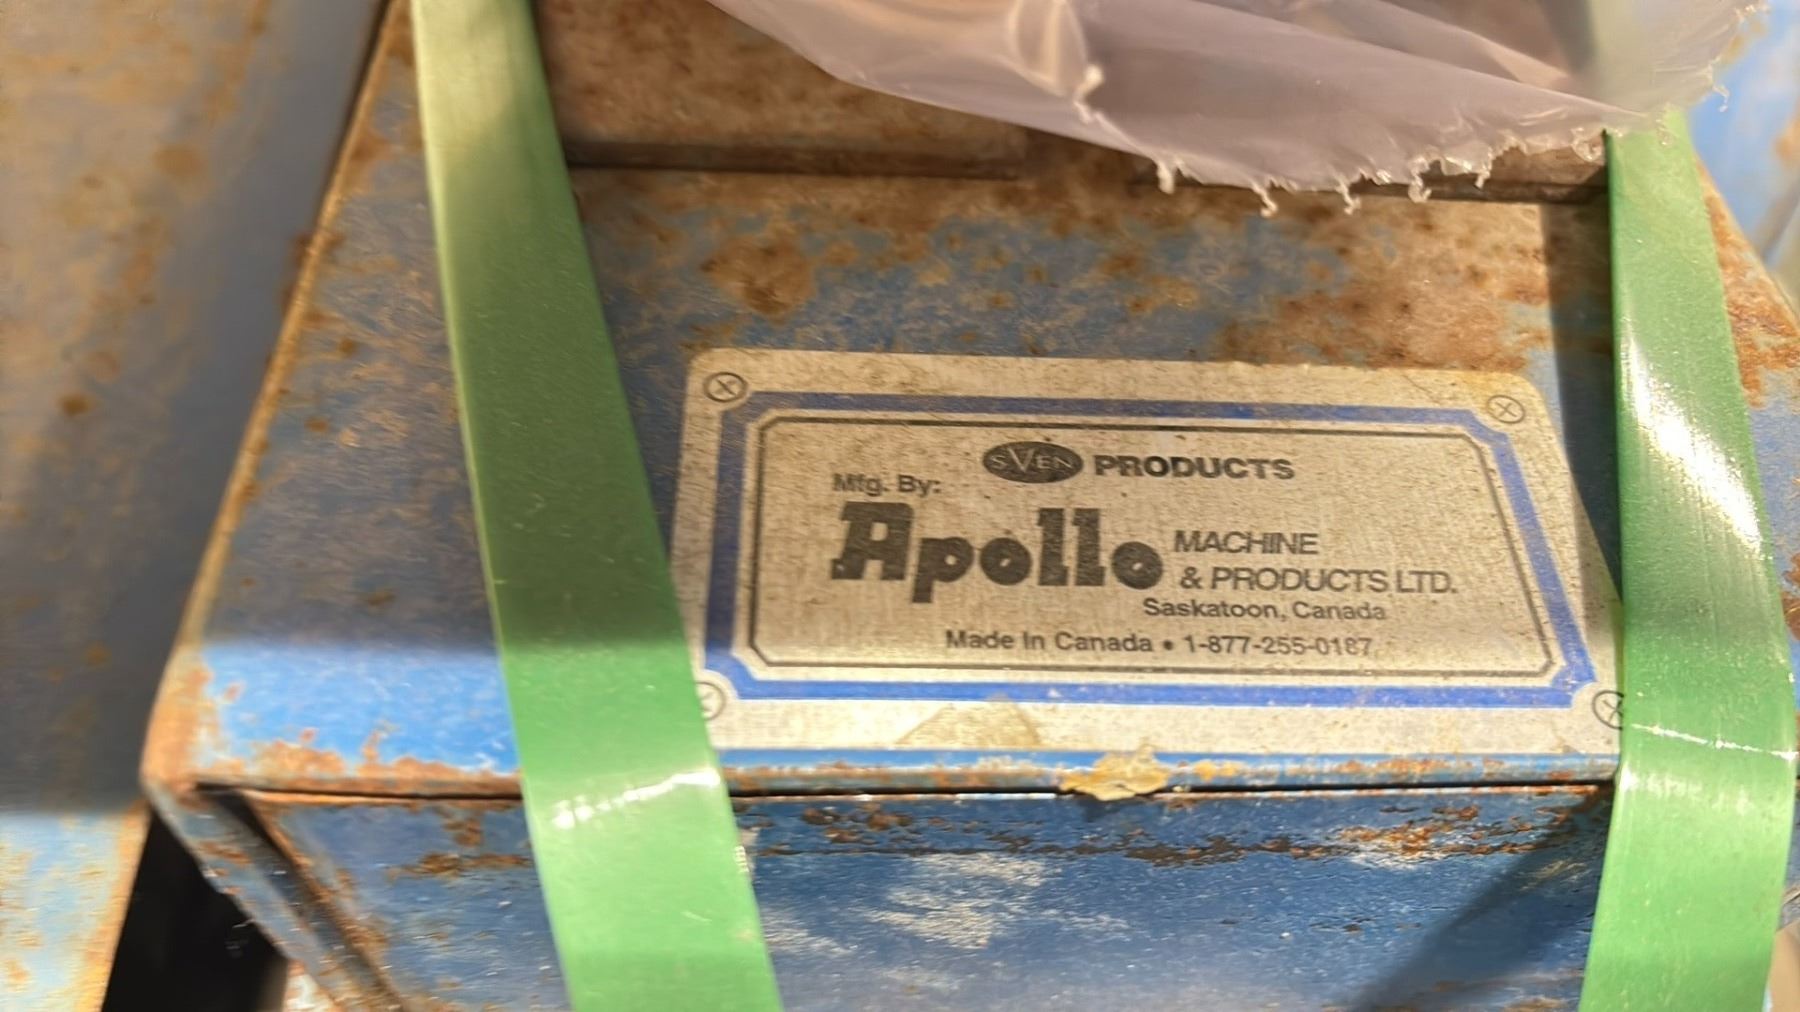 SVEN PRODUCTS
Mfg. By:
Apollo MACHINE
& PRODUCTS LTD.
Saskatoon, Canada
Made In Canada • 1-877-255-0187